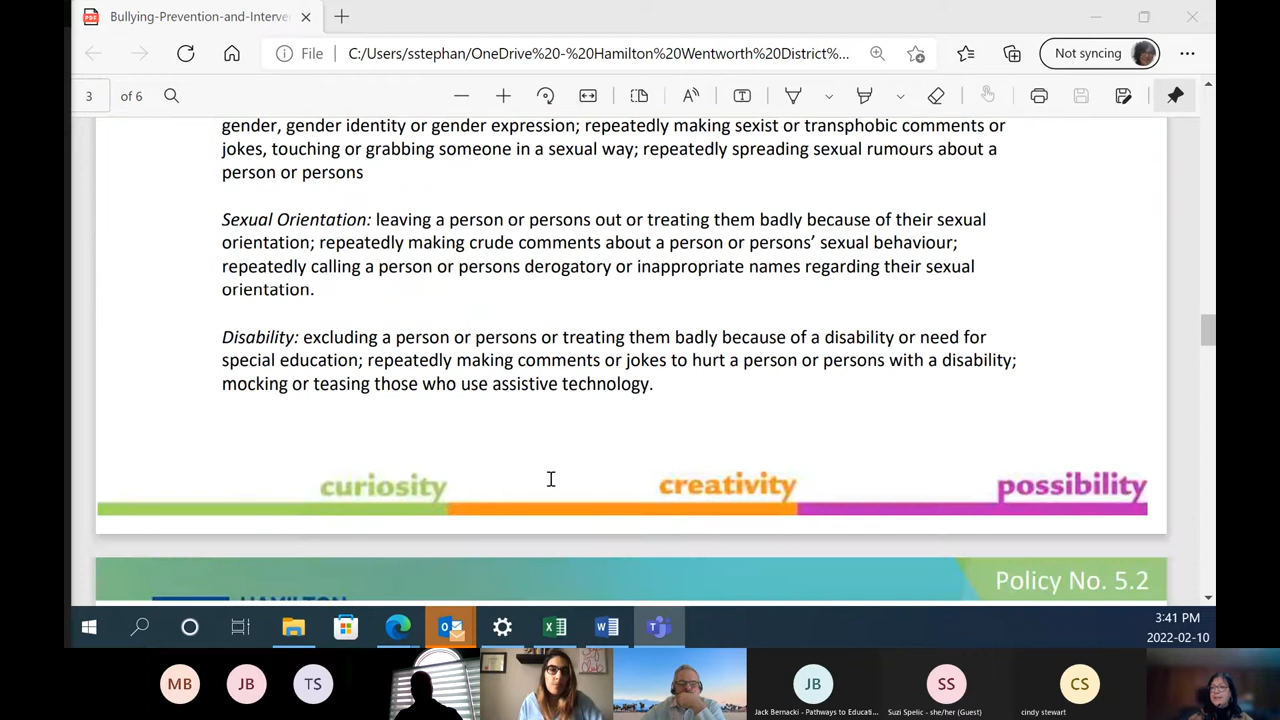 Bullying-Prevention-and-Interve
File
C:/Users/sstephan/OneDrive%20-%20Hamilton%20Wentworth%20District%...
Not syncing
3 of 6
gender, gender identity or gender expression; repeatedly making sexist or transphobic comments or
jokes, touching or grabbing someone in a sexual way; repeatedly spreading sexual rumours about a
person or persons
Sexual Orientation: leaving a person or persons out or treating them badly because of their sexual
orientation; repeatedly making crude comments about a person or persons' sexual behaviour;
repeatedly calling a person or persons derogatory or inappropriate names regarding their sexual
orientation.
Disability: excluding a person or persons or treating them badly because of a disability or need for
special education; repeatedly making comments or jokes to hurt a person or persons with a disability;
mocking or teasing those who use assistive technology.
curiosity creativity possibility
Policy No. 5.2
HAMILTON
3:41 PM
2022-02-10
MB JB TS JB SS CS
Jack Bernacki - Pathways to Educati... Suzi Spelic - she/her (Guest) cindy stewart